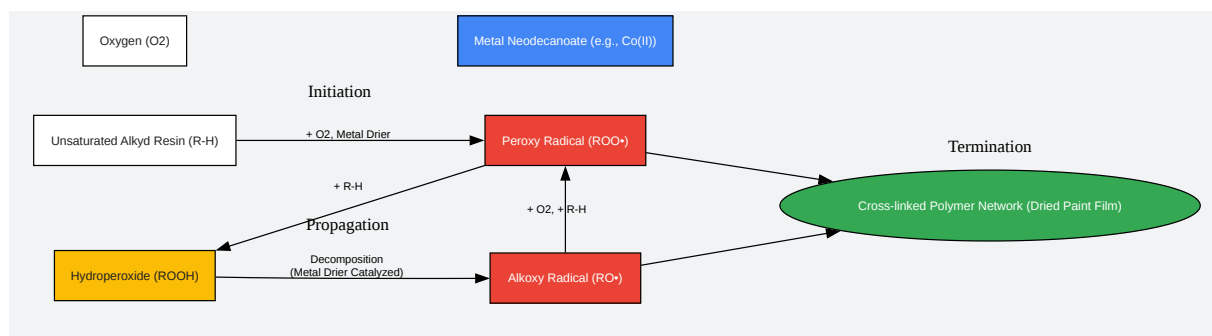 Oxygen (O2)
Metal Neodecanoate (e.g., Co(II))
Initiation
Unsaturated Alkyd Resin (R-H)
+ O2, Metal Drier
Peroxy Radical (ROO•)
Termination
+ R-H
+ O2, + R-H
Cross-linked Polymer Network (Dried Paint Film)
Propagation
Hydroperoxide (ROOH)
Decomposition
(Metal Drier Catalyzed)
Alkoxy Radical (RO•)